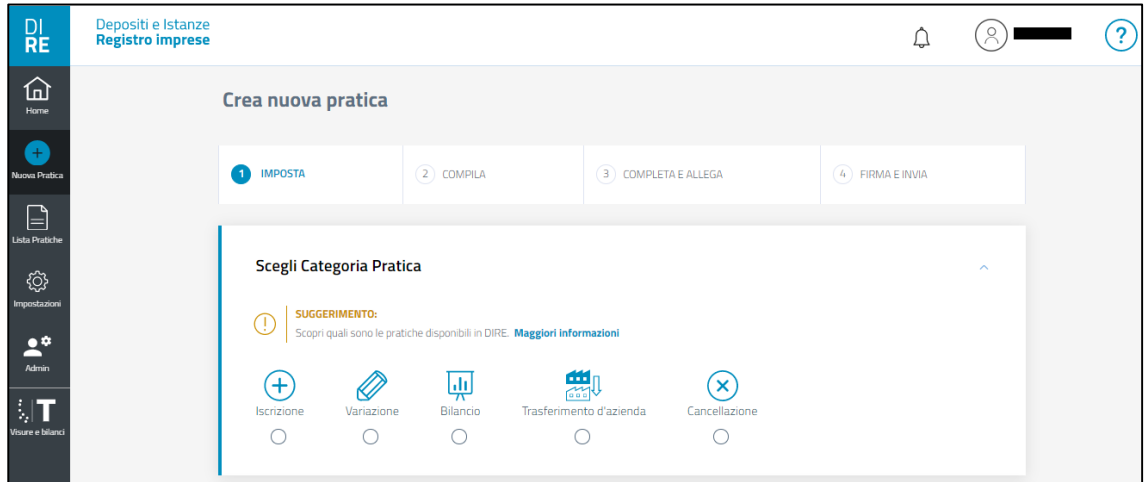 DI
RE
Depositi e Istanze
Registro imprese
?
Home
Nuova Pratica
Lista Pratiche
Impostazioni
Admin
T
Visure e bilanci
Crea nuova pratica
1 IMPOSTA
2 COMPILA
3 COMPLETA E ALLEGA
4 FIRMA E INVIA
Scegli Categoria Pratica
SUGGERIMENTO:
Scopri quali sono le pratiche disponibili in DIRE. Maggiori informazioni
Iscrizione
Variazione
Bilancio
Trasferimento d'azienda
Cancellazione